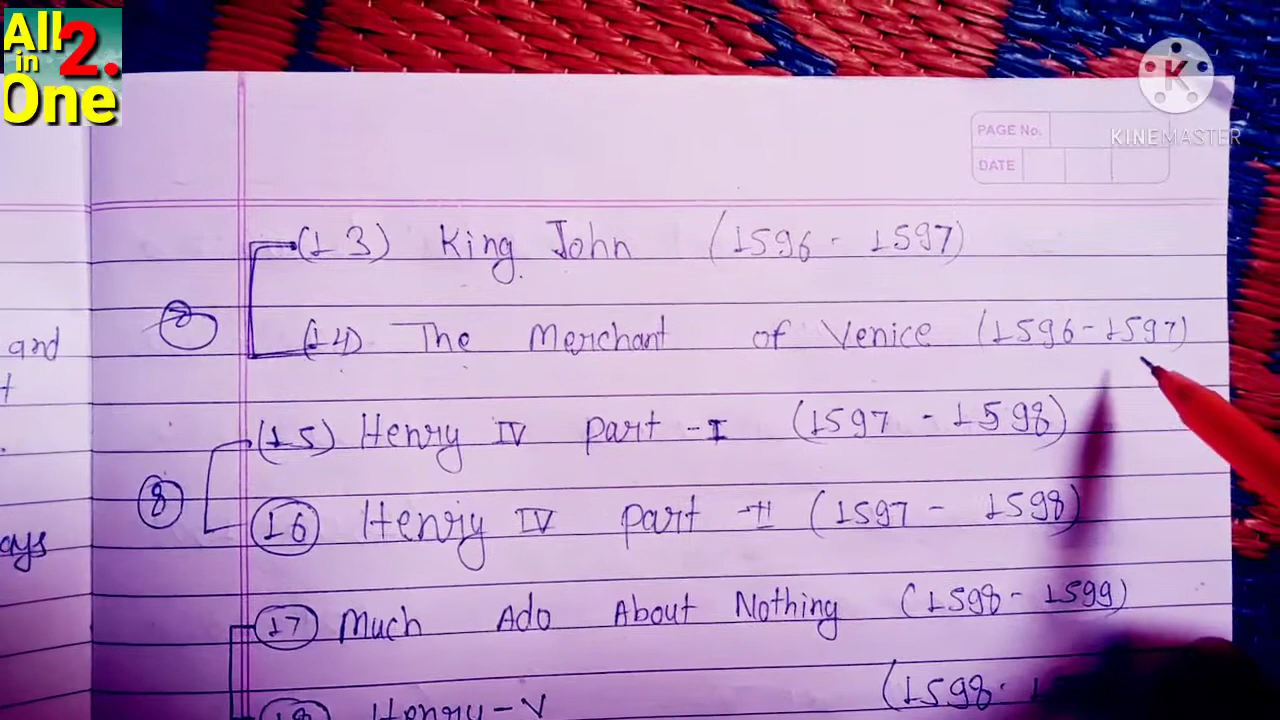 All
in 2.
One
KINEMASTER
PAGE No.
DATE
(13) King John (1596 - 1597)
(14) The Merchant of Venice (1596-1597)
and
(15) Henry IV part -I (1597 - 1598)
8
16 Henry IV part -II (1597 - 1598)
ays
17 Much Ado About Nothing (1598 - 1599)
18 Henry-V (1598-